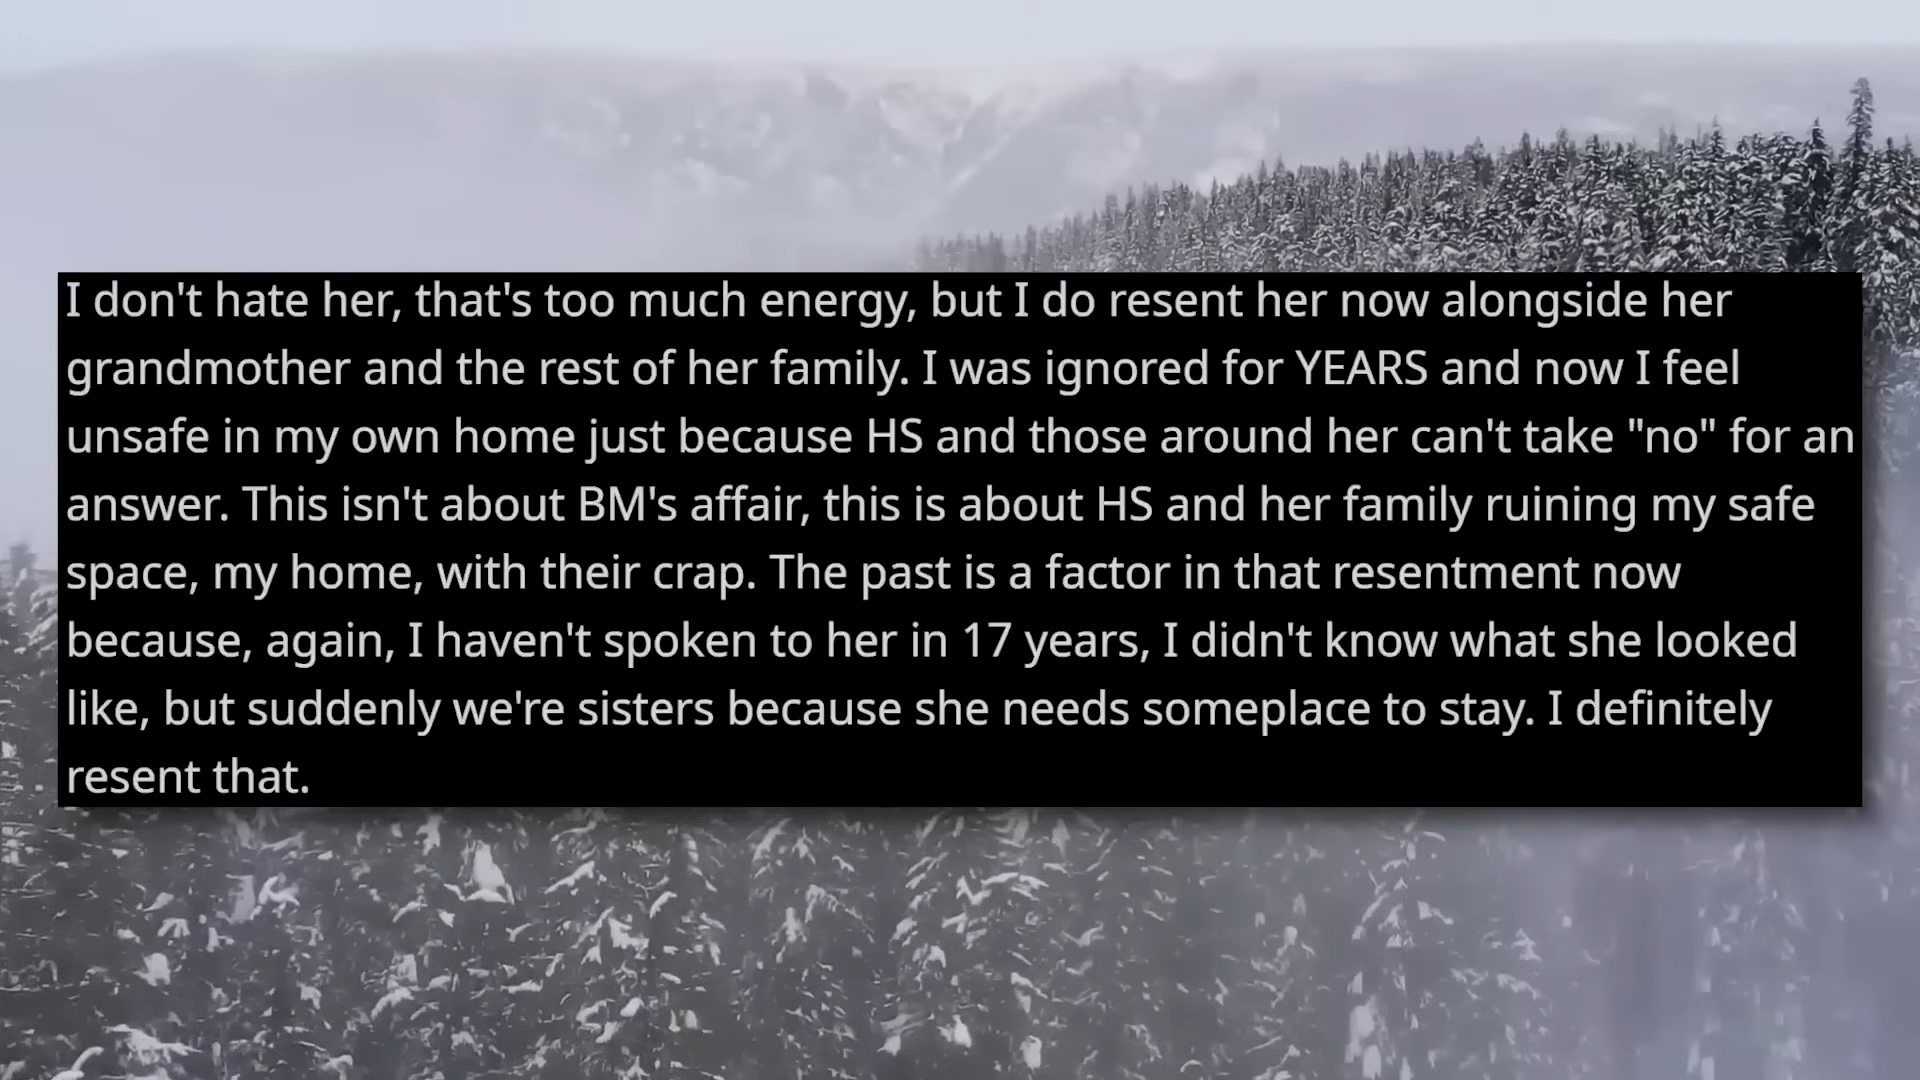 I don't hate her, that's too much energy, but I do resent her now alongside her
grandmother and the rest of her family. I was ignored for YEARS and now I feel
unsafe in my own home just because HS and those around her can't take "no" for an
answer. This isn't about BM's affair, this is about HS and her family ruining my safe
space, my home, with their crap. The past is a factor in that resentment now
because, again, I haven't spoken to her in 17 years, I didn't know what she looked
like, but suddenly we're sisters because she needs someplace to stay. I definitely
resent that.